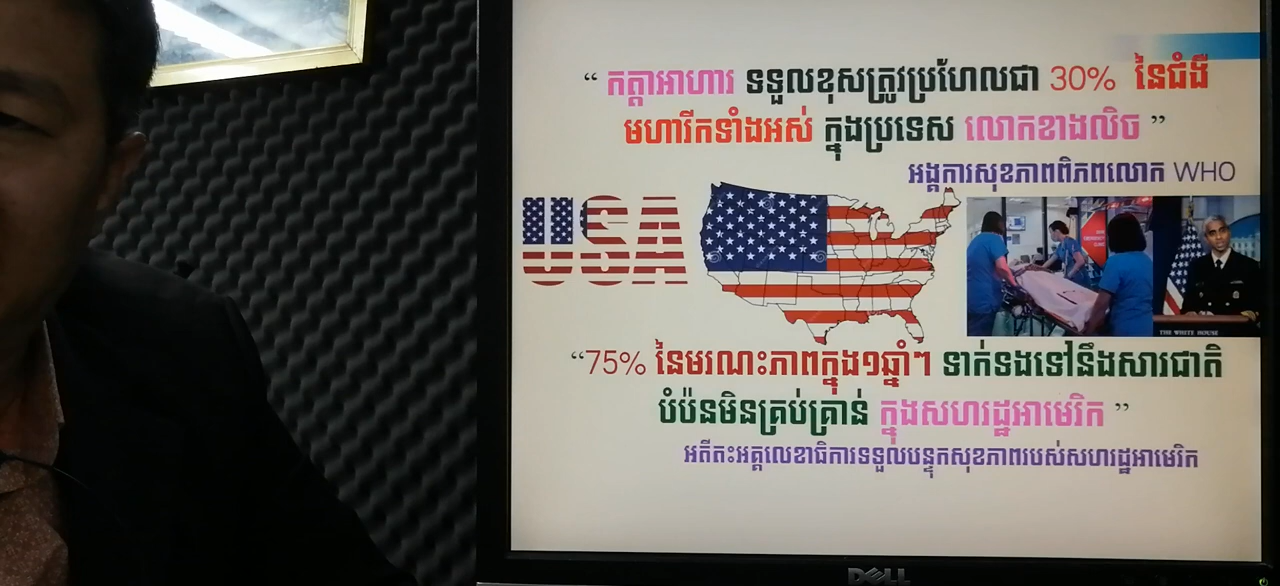 “ កត្តាអាហារ ទទួលខុសត្រូវប្រហែលជា 30% នៃជំងឺ
មហារីកទាំងអស់ ក្នុងប្រទេស លោកខាងលិច ”
អង្គការសុខភាពពិភពលោក WHO
USA
THE WHITE HOUSE
“75% នៃមរណះភាពក្នុង១ឆ្នាំៗ ទាក់ទងទៅនឹងសារជាតិ
បំប៉នមិនគ្រប់គ្រាន់ ក្នុងសហរដ្ឋអាមេរិក ”
អតីតះអគ្គលេខាធិការទទួលបន្ទុកសុខភាពរបស់សហរដ្ឋអាមេរិក
DELL